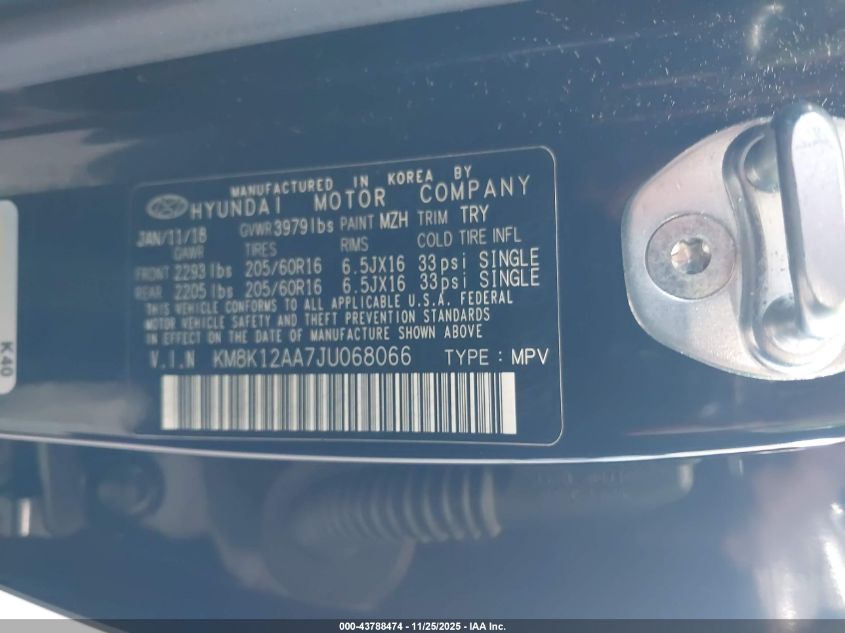 MANUFACTURED IN KOREA BY
HYUNDAI MOTOR COMPANY
JAN/11/18 GVWR 3979lbs PAINT MZH TRIM TRY
GAWR TIRES RIMS COLD TIRE INFL
FRONT 2293 lbs 205/60R16 6.5JX16 33psi SINGLE
REAR 2205 lbs 205/60R16 6.5JX16 33psi SINGLE
THIS VEHICLE CONFORMS TO ALL APPLICABLE U.S.A. FEDERAL
MOTOR VEHICLE SAFETY AND THEFT PREVENTION STANDARDS
IN EFFECT ON THE DATE OF MANUFACTURE SHOWN ABOVE
V.I.N KM8K12AA7JU068066 TYPE : MPV
K40
000-43788474 - 11/25/2025 - IAA Inc.